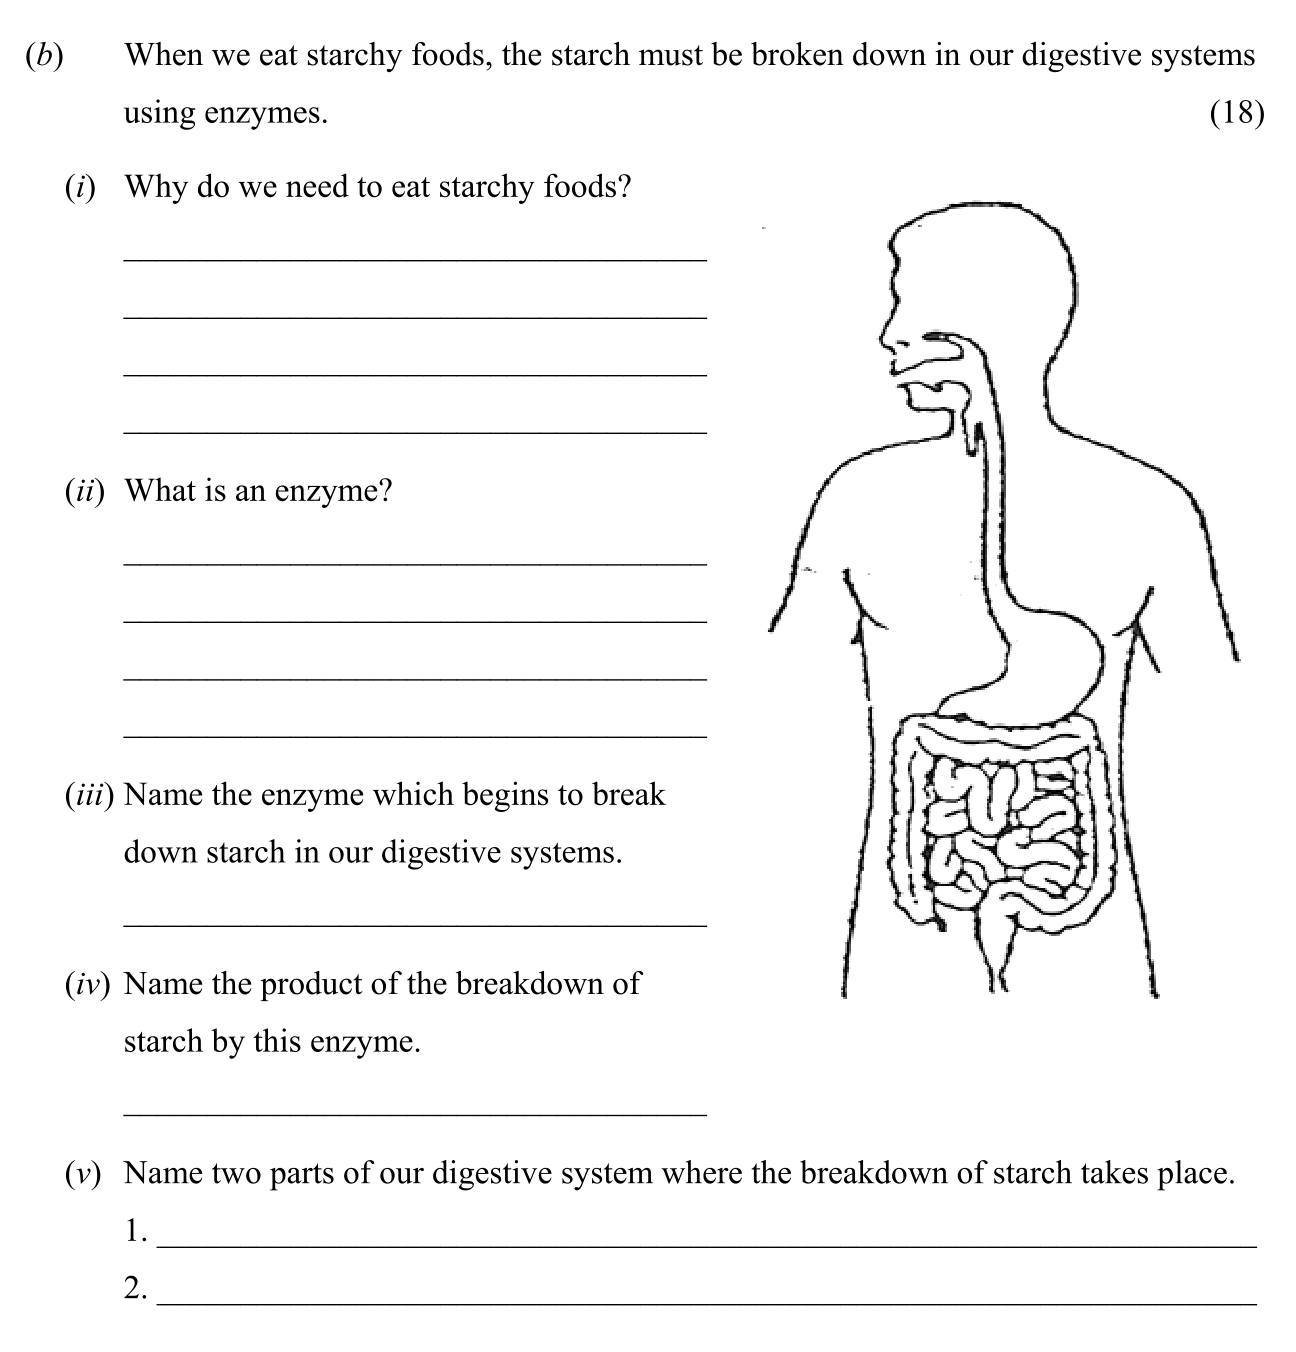 (b) When we eat starchy foods, the starch must be broken down in our digestive systems
using enzymes. (18)
(i) Why do we need to eat starchy foods?
(ii) What is an enzyme?
(iii) Name the enzyme which begins to break
down starch in our digestive systems.
(iv) Name the product of the breakdown of
starch by this enzyme.
(v) Name two parts of our digestive system where the breakdown of starch takes place.
1.
2.